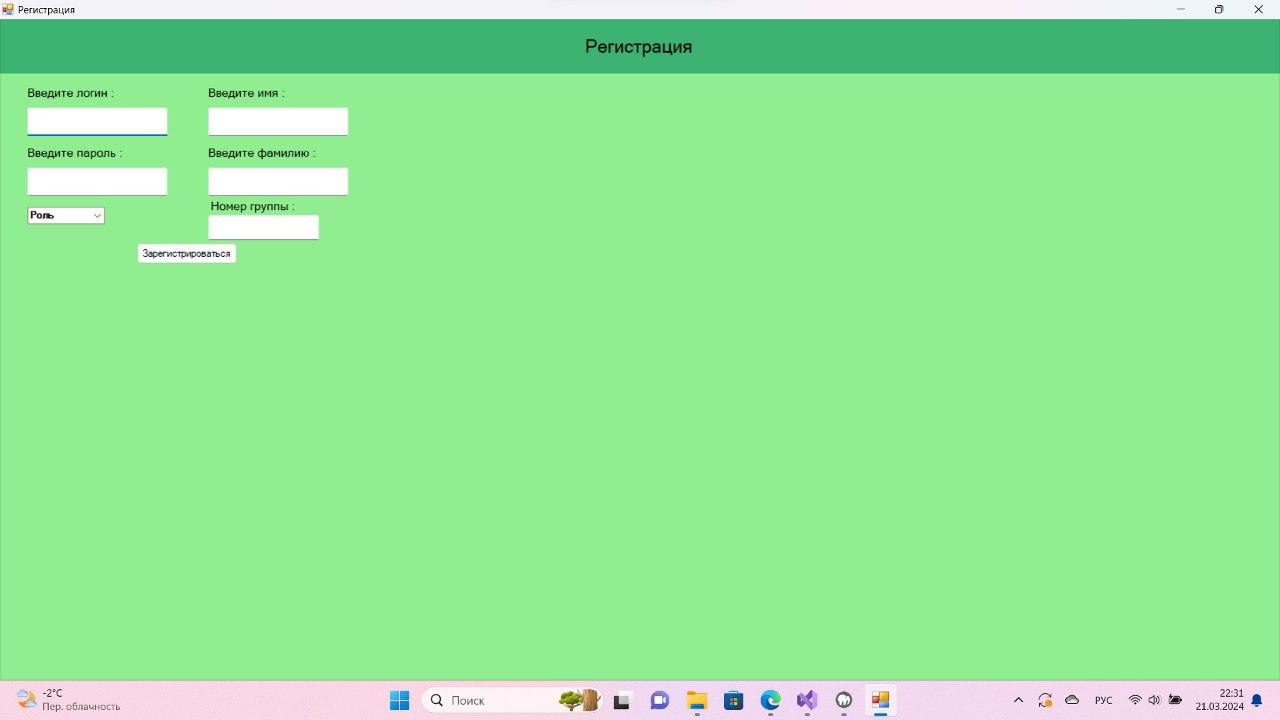 Регистрация
Регистрация
Введите логин :
Введите имя :
Введите пароль :
Введите фамилию :
Роль
Номер группы :
Зарегистрироваться
-2°C
Пер. облачность
Поиск
РУС
22:31
21.03.2024